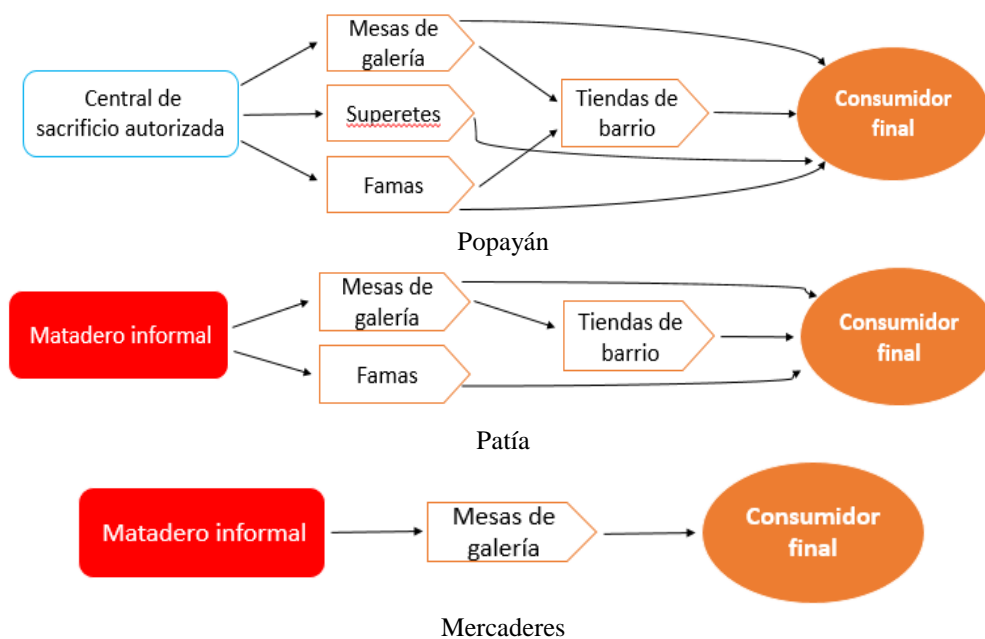 Mesas de
galería
Central de
sacrificio autorizada
Superetes
Tiendas de
barrio
Consumidor
final
Famas
Popayán
Mesas de
galería
Matadero informal
Tiendas de
barrio
Consumidor
final
Famas
Patía
Matadero informal
Mesas de
galería
Consumidor
final
Mercaderes